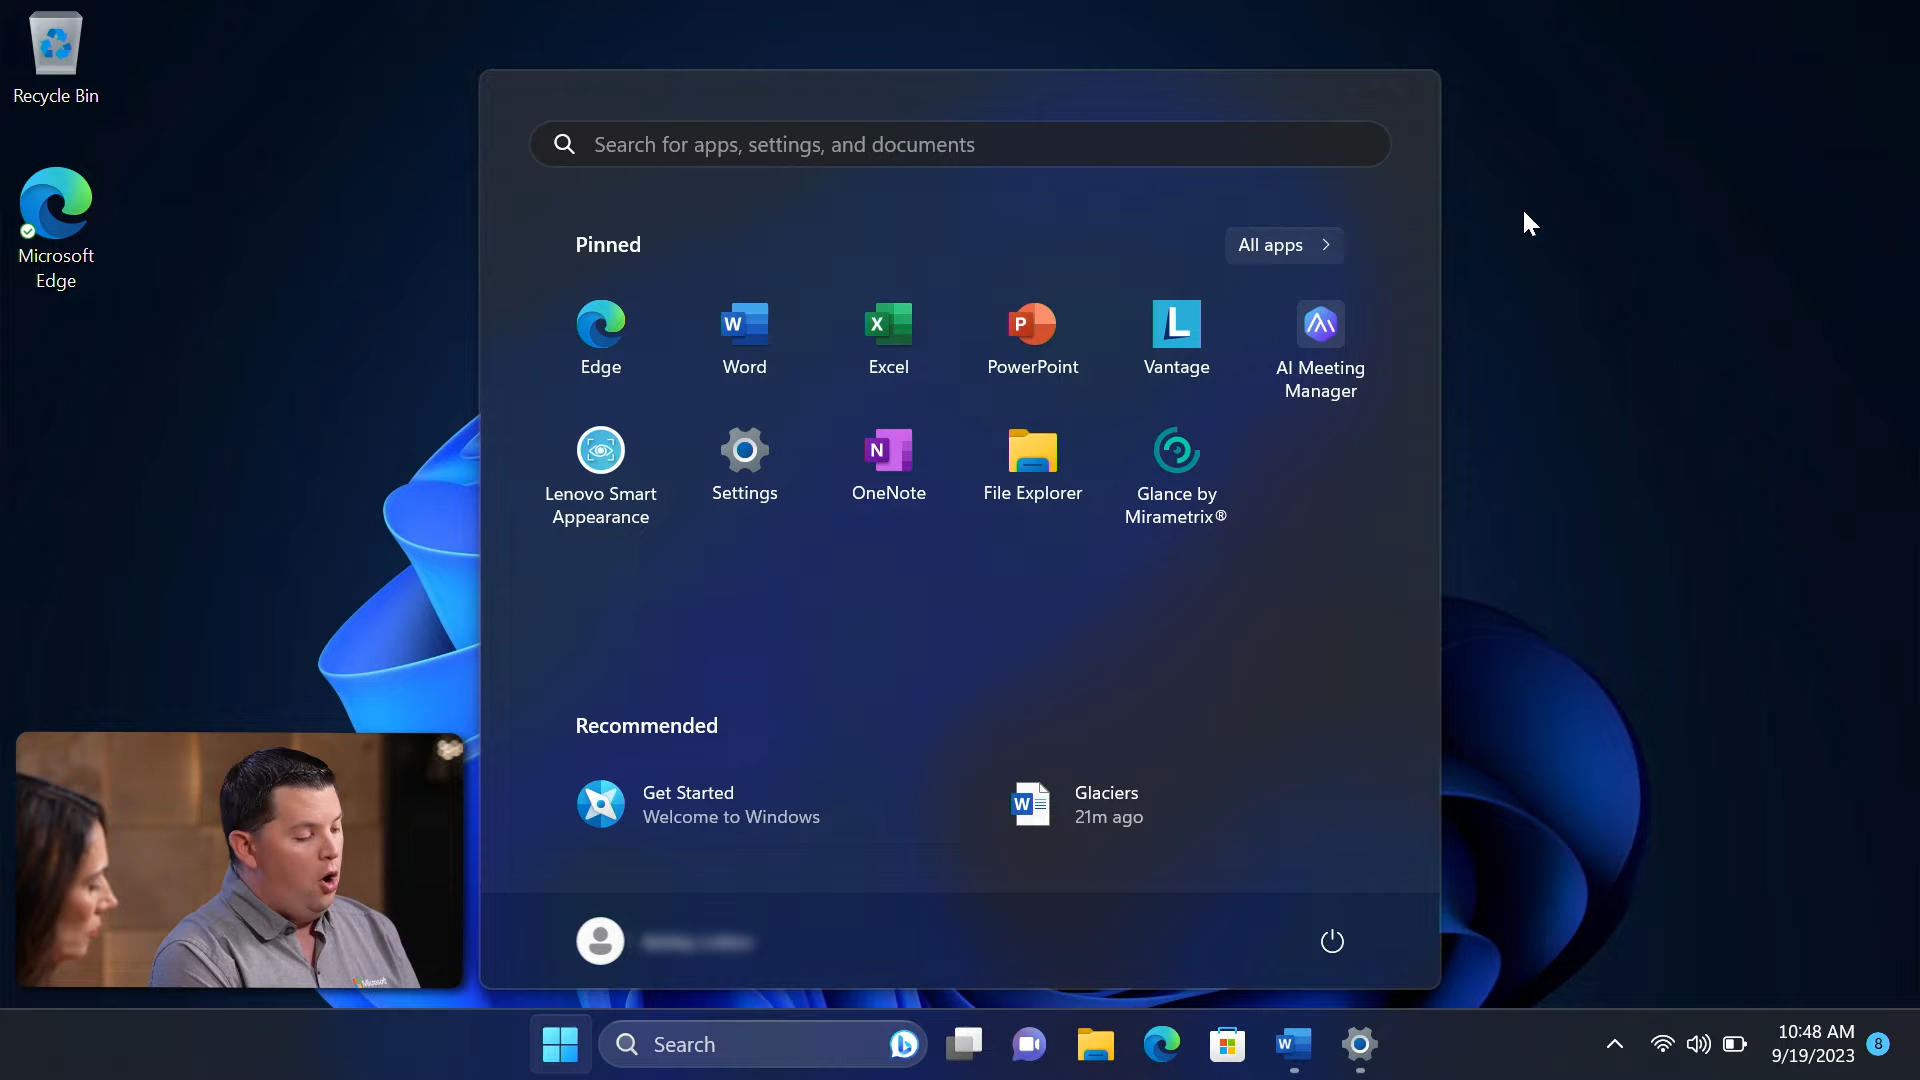 Recycle Bin
Microsoft
Edge
Search for apps, settings, and documents
Pinned
All apps
Edge
Word
Excel
PowerPoint
Vantage
AI Meeting
Manager
Lenovo Smart
Appearance
Settings
OneNote
File Explorer
Glance by
Mirametrix®
Recommended
Get Started
Welcome to Windows
Glaciers
21m ago
Microsoft
Search
10:48 AM
9/19/2023
8